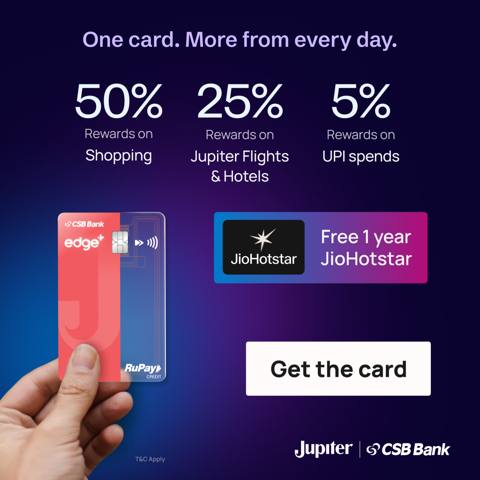 One card. More from every day.
50%
Rewards on
Shopping
25%
Rewards on
Jupiter Flights
& Hotels
5%
Rewards on
UPI spends
CSB Bank
edge+
RuPay
CREDIT
JioHotstar
Free 1 year
JioHotstar
Get the card
T&C Apply
Jupiter | CSB Bank